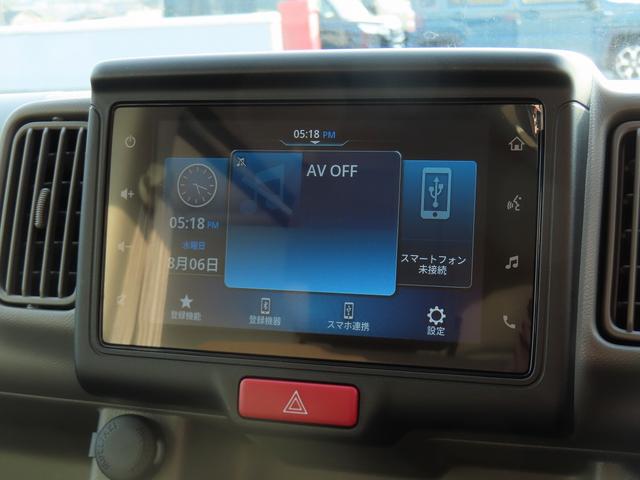 05:18 PM
AV OFF
05:18 PM
水曜日
8月06日
スマートフォン
未接続
登録機能
登録機器
スマホ連携
設定